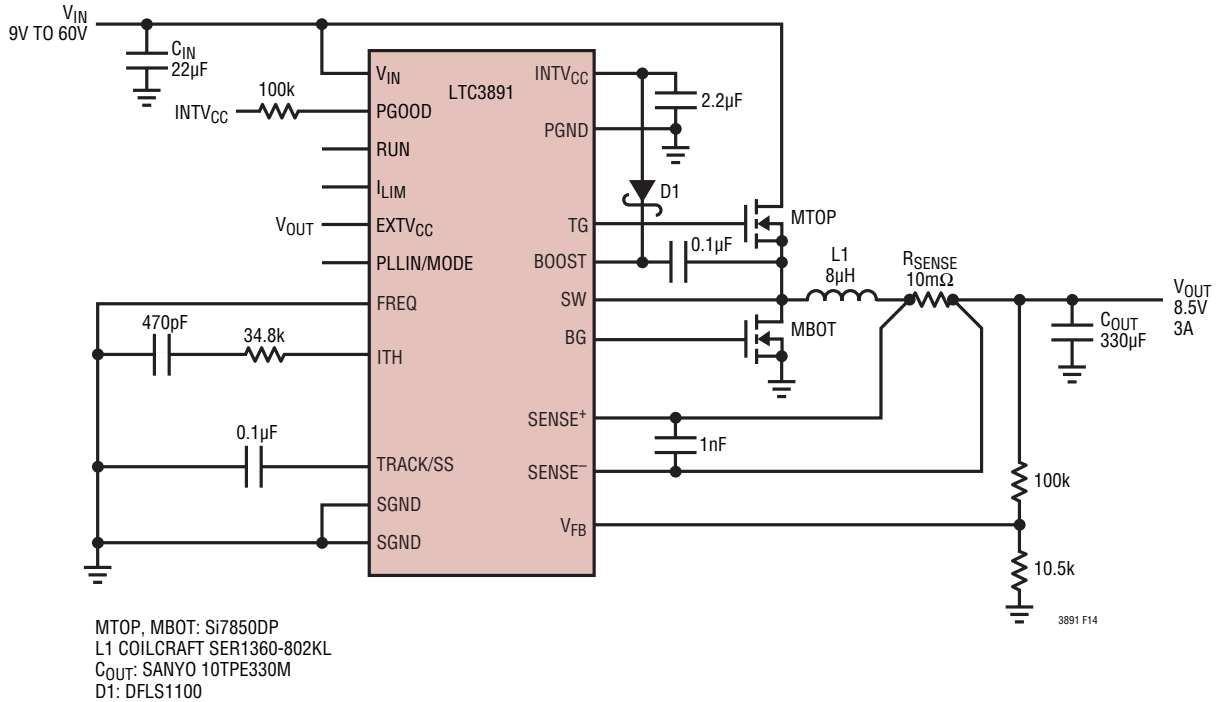 VIN
9V TO 60V
CIN
22µF
100k
INTVCC
VIN
PGOOD
RUN
ILIM
VOUT
EXTVCC
PLLIN/MODE
FREQ
470pF
34.8k
ITH
0.1µF
TRACK/SS
SGND
SGND
LTC3891
INTVCC
2.2µF
PGND
D1
TG
MTOP
BOOST
0.1µF
SW
L1
8µH
RSENSE
10mΩ
BG
MBOT
VOUT
8.5V
3A
COUT
330µF
SENSE+
1nF
SENSE–
100k
VFB
10.5k
3891 F14
MTOP, MBOT: Si7850DP
L1 COILCRAFT SER1360-802KL
COUT: SANYO 10TPE330M
D1: DFLS1100